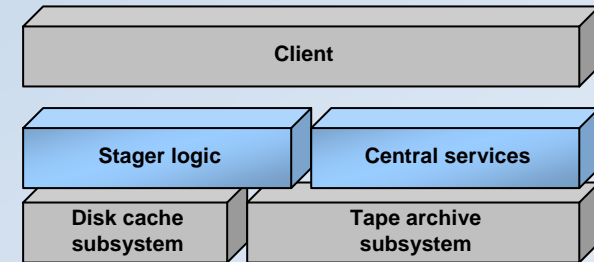 Client
Stager logic
Central services
Disk cache
subsystem
Tape archive
subsystem